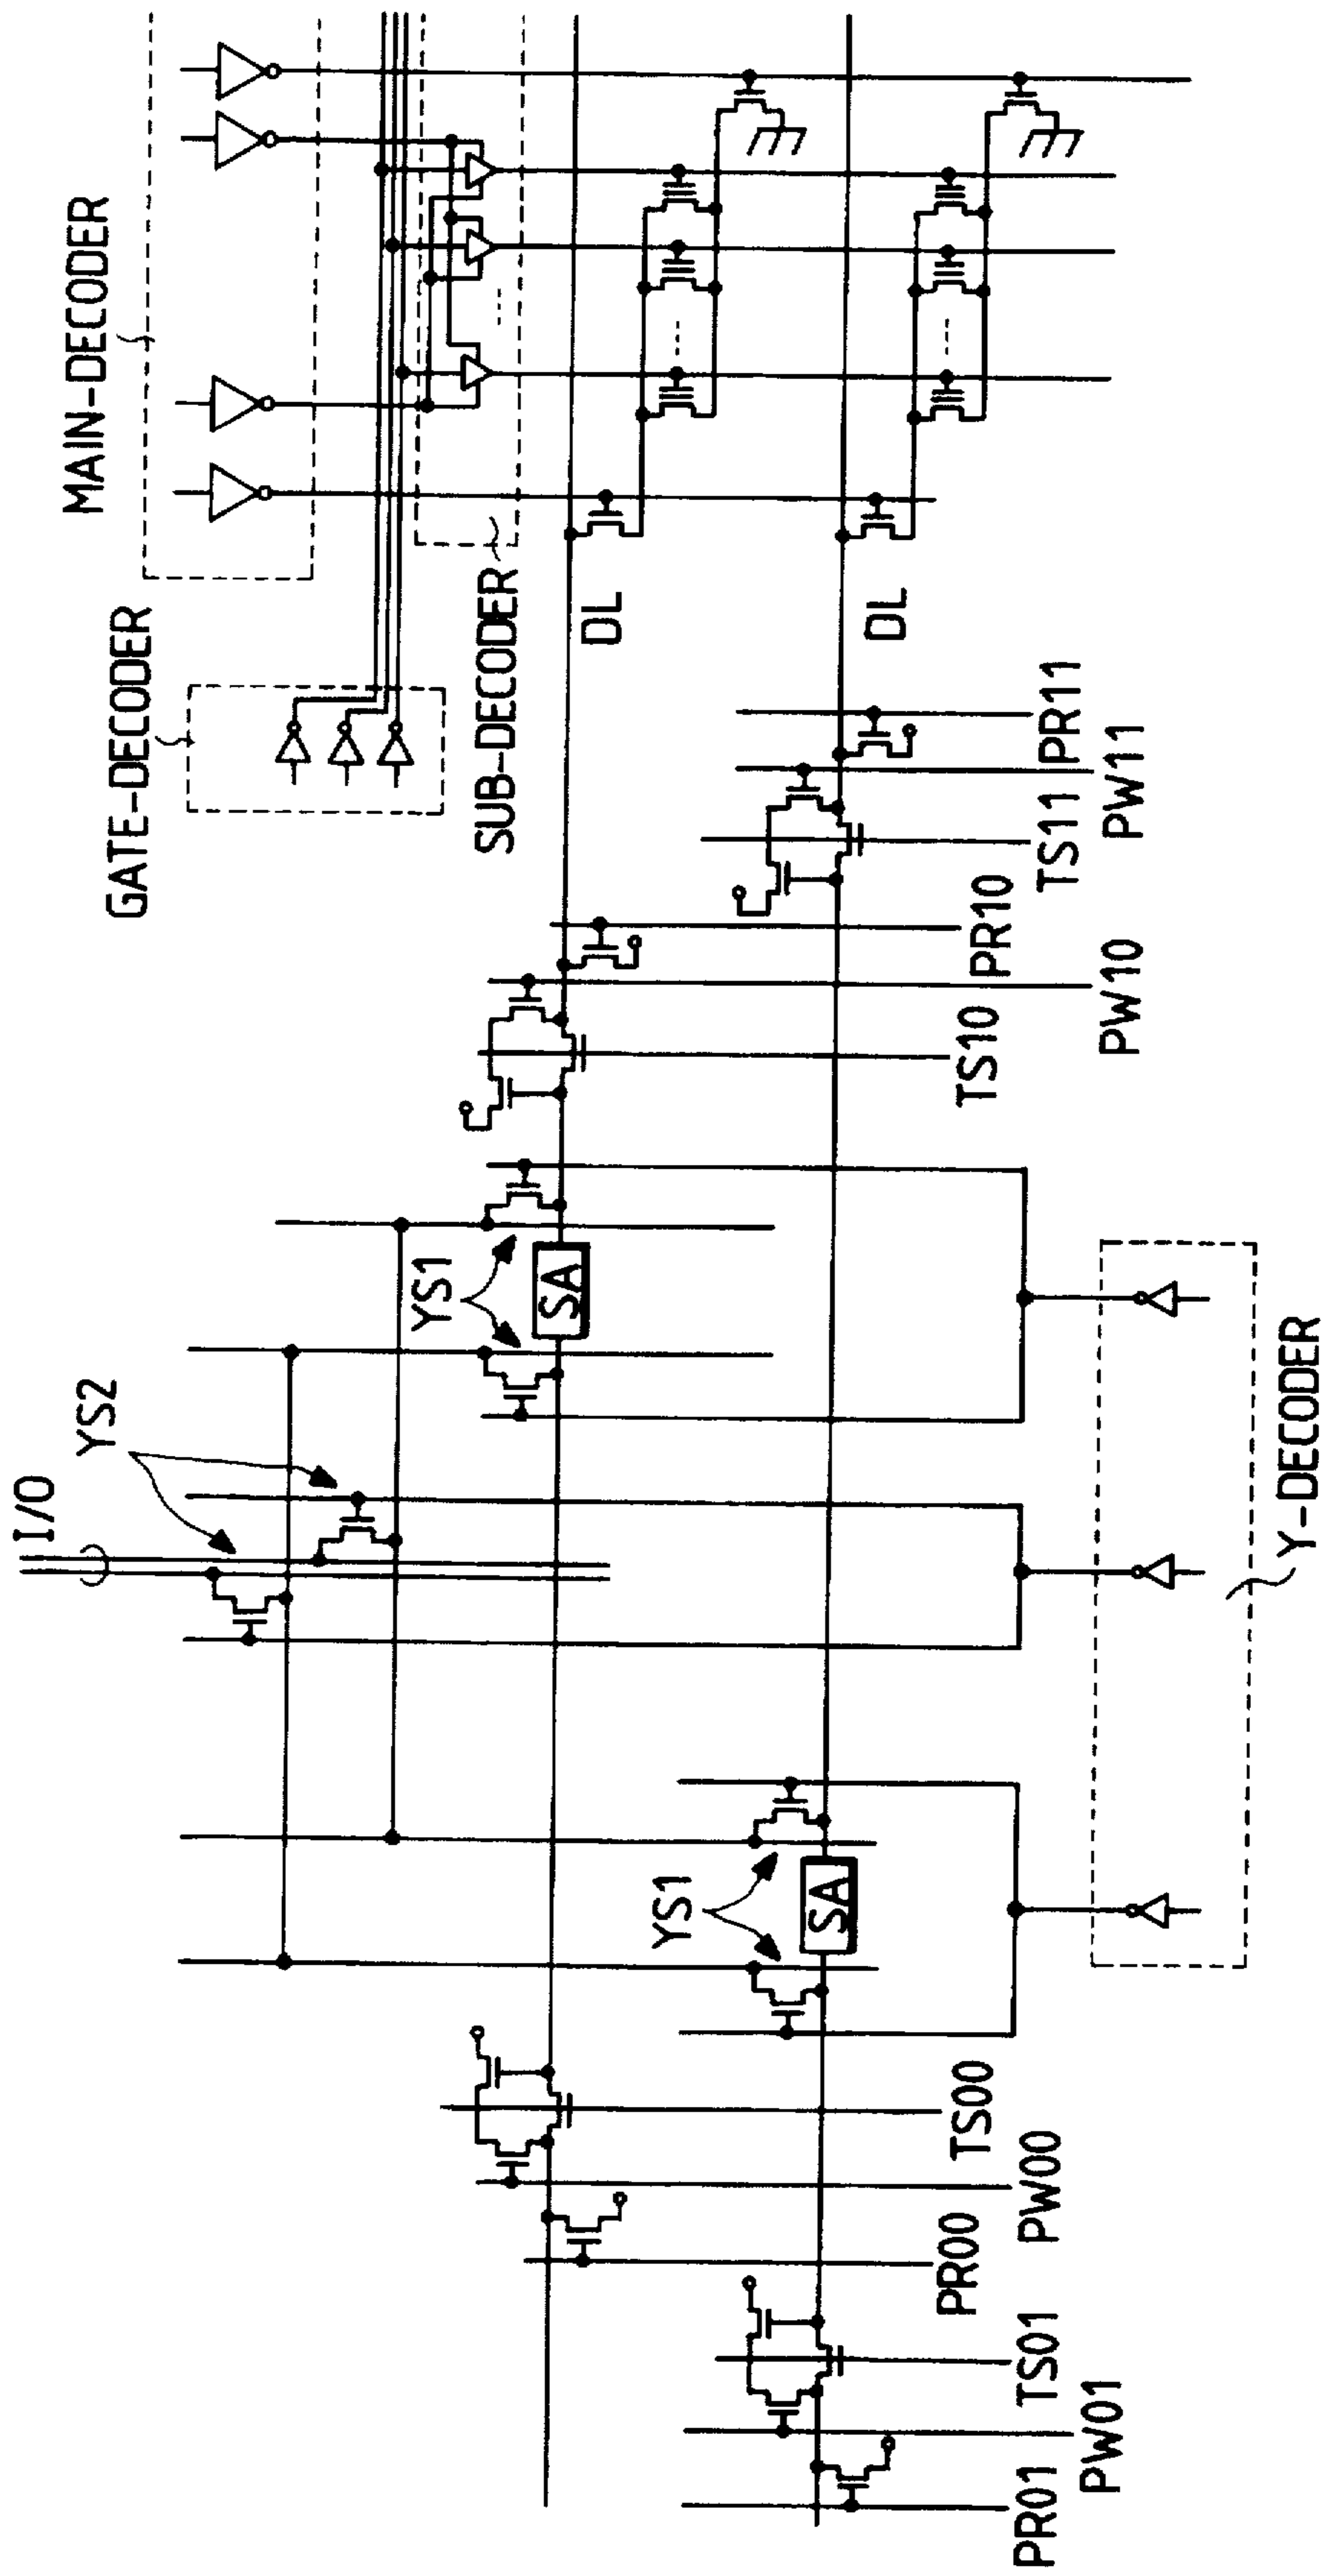 MAIN-DECODER
GATE-DECODER
SUB-DECODER
DL
DL
PR11
PW11
TS11
PR10
PW10
TS10
YS1
SA
I/O
YS2
Y-DECODER
YS1
SA
TS00
PW00
PR00
TS01
PW01
PR01